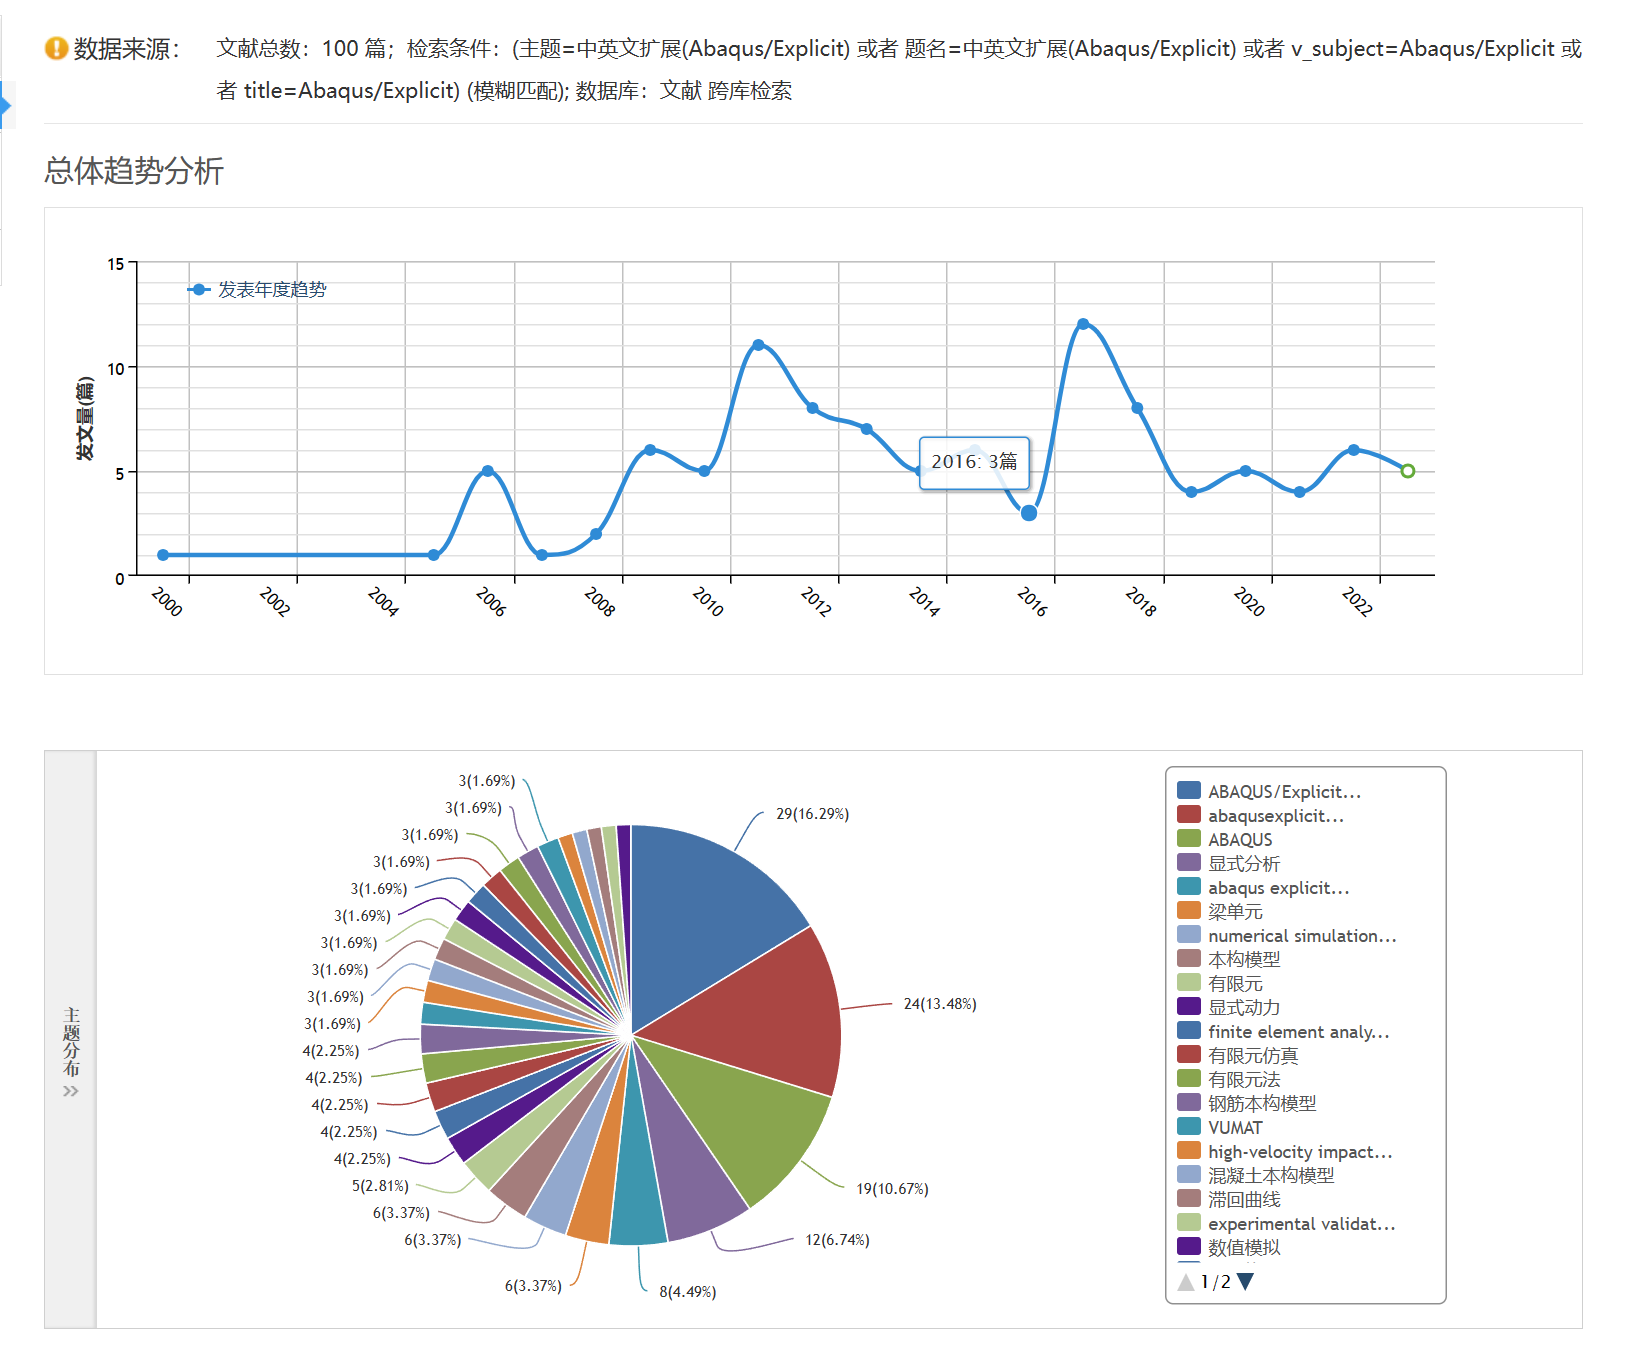 数据来源：
文献总数：100 篇；检索条件：(主题=中英文扩展(Abaqus/Explicit) 或者 题名=中英文扩展(Abaqus/Explicit) 或者 v_subject=Abaqus/Explicit 或
者 title=Abaqus/Explicit) (模糊匹配); 数据库：文献 跨库检索
总体趋势分析
发表年度趋势
发文量(篇)
15
10
5
0
2016: 3篇
2000
2002
2004
2006
2008
2010
2012
2014
2016
2018
2020
2022
主题分布
3(1.69%)
3(1.69%)
3(1.69%)
3(1.69%)
3(1.69%)
3(1.69%)
3(1.69%)
3(1.69%)
3(1.69%)
3(1.69%)
4(2.25%)
4(2.25%)
4(2.25%)
4(2.25%)
4(2.25%)
5(2.81%)
6(3.37%)
6(3.37%)
6(3.37%)
8(4.49%)
12(6.74%)
19(10.67%)
24(13.48%)
29(16.29%)
ABAQUS/Explicit...
abaqusexplicit...
ABAQUS
显式分析
abaqus explicit...
梁单元
numerical simulation...
本构模型
有限元
显式动力
finite element analy...
有限元仿真
有限元法
钢筋本构模型
VUMAT
high-velocity impact...
混凝土本构模型
滞回曲线
experimental validat...
数值模拟
1/2